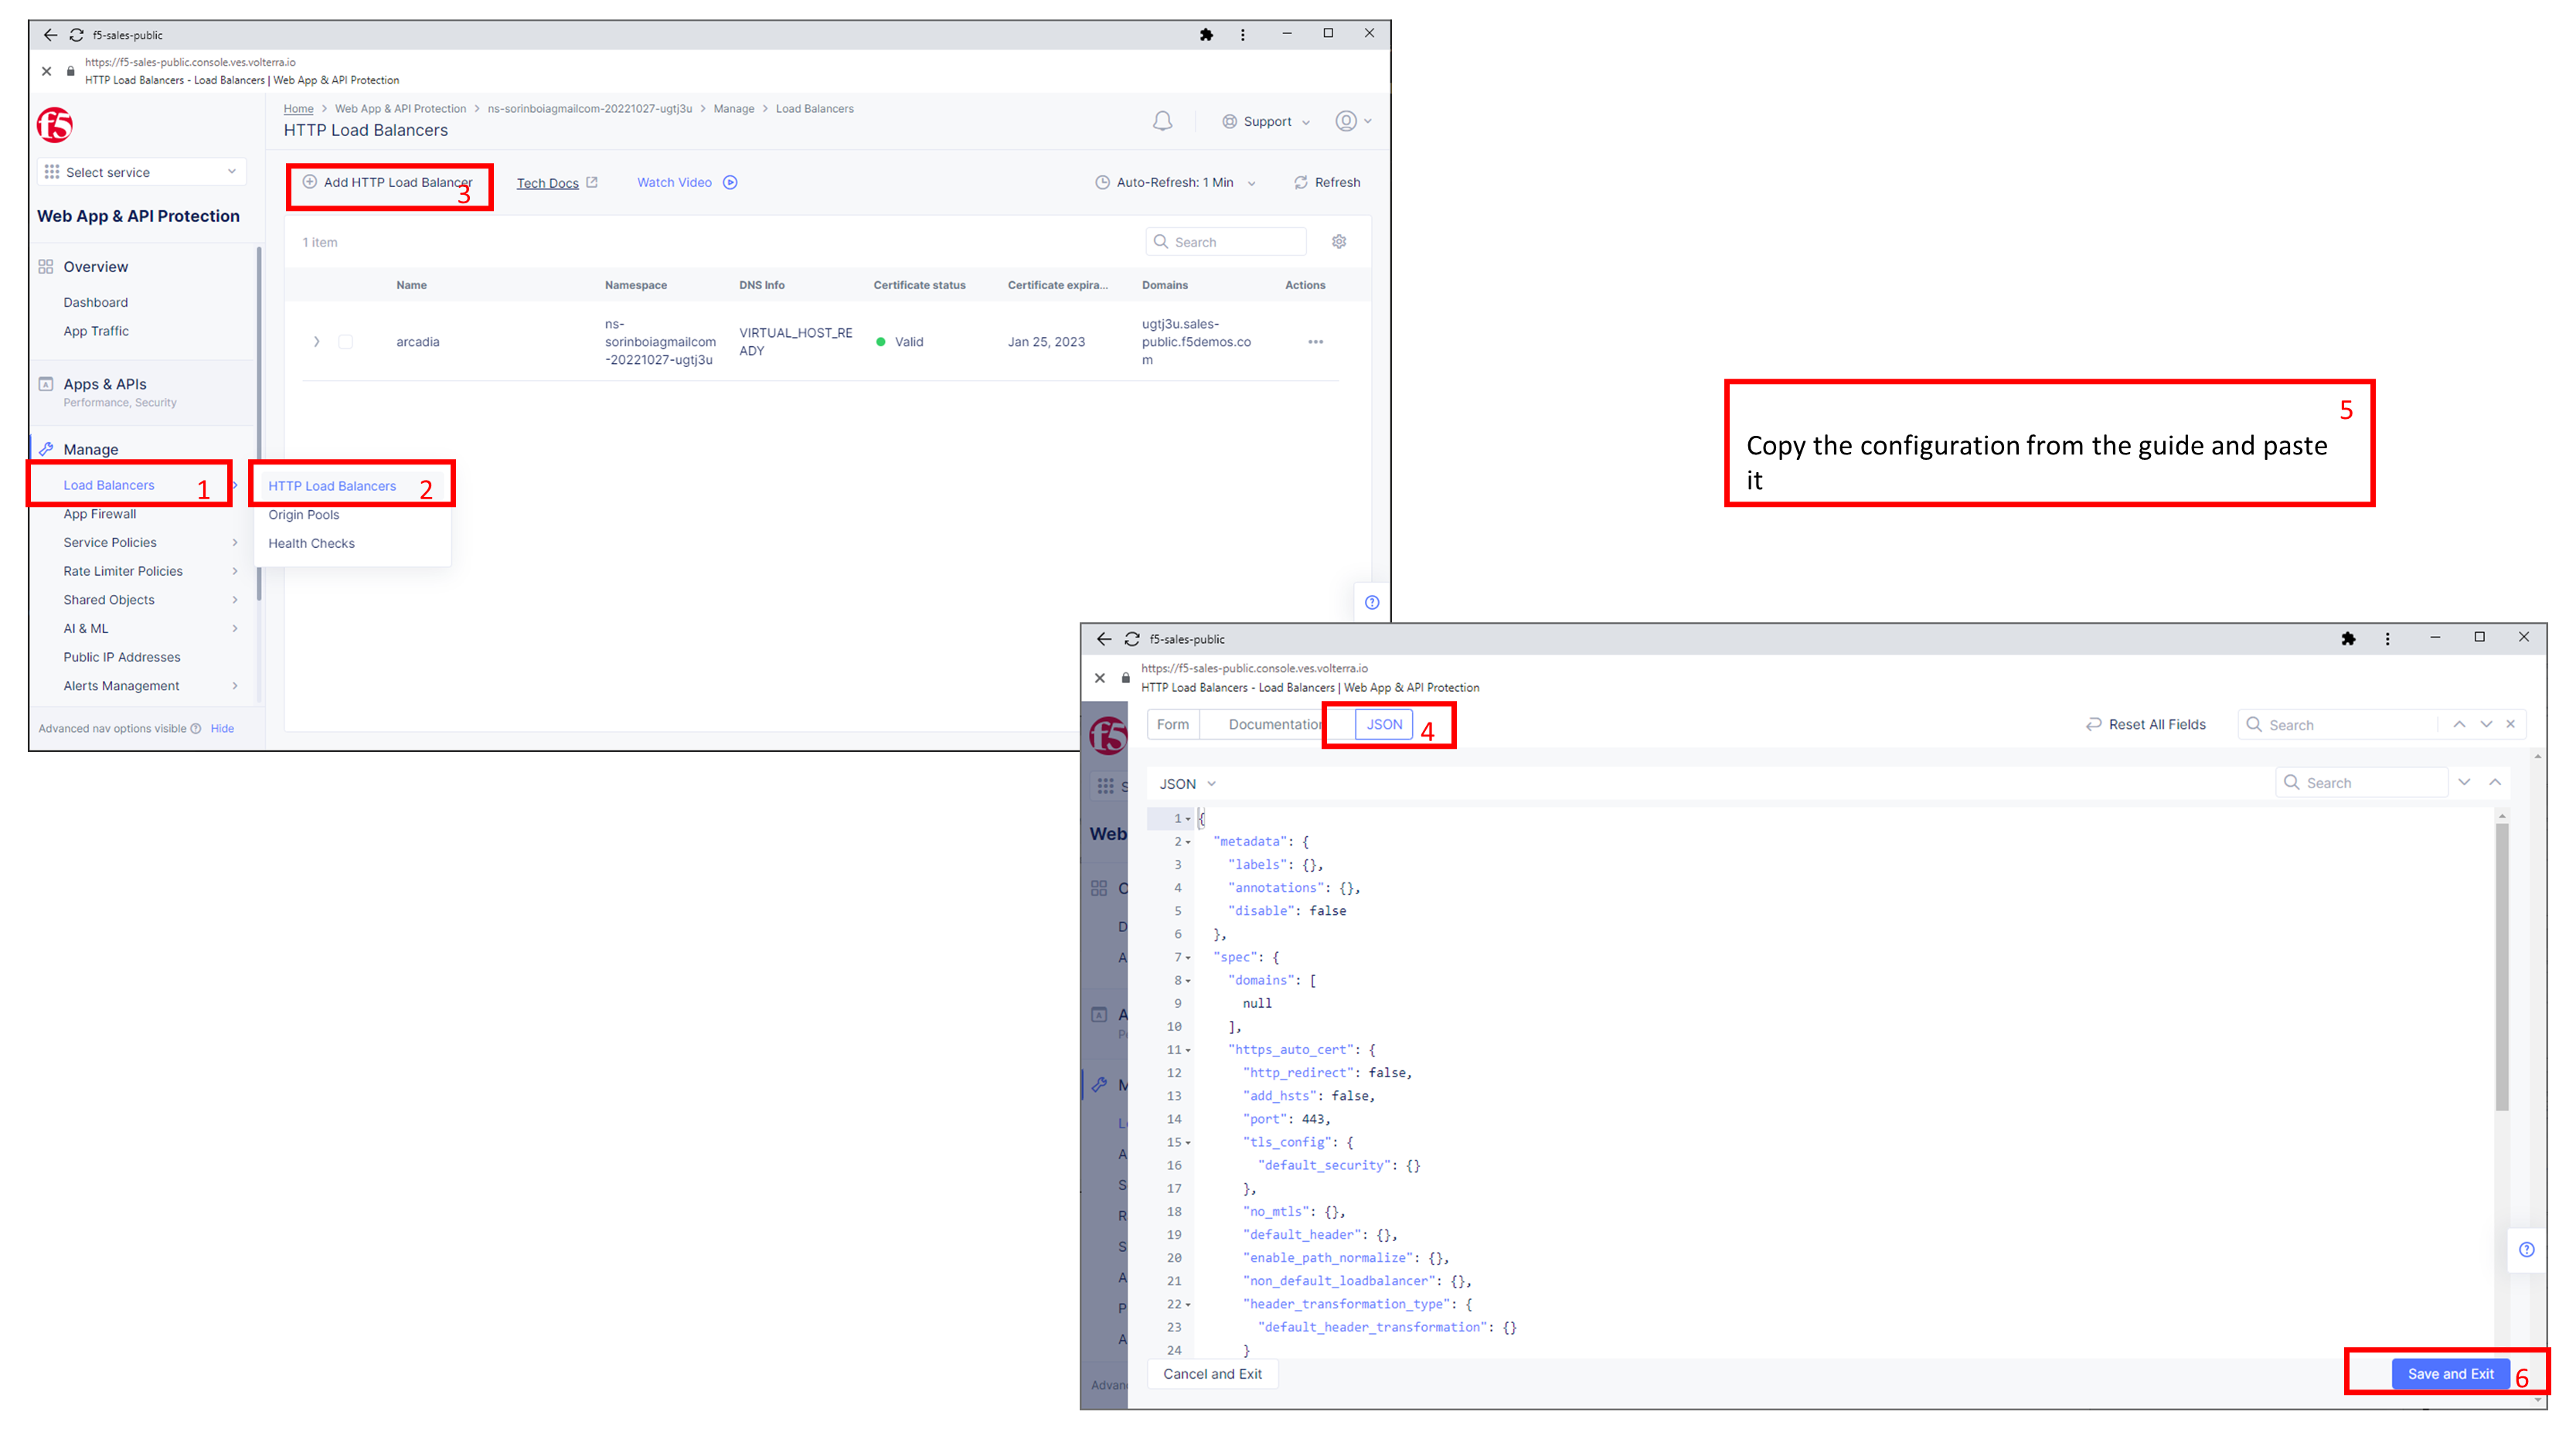 f5-sales-public
https://f5-sales-public.console.ves.volterra.io
HTTP Load Balancers - Load Balancers | Web App & API Protection
f5
Home > Web App & API Protection > ns-sorinboiagmailcom-20221027-ugtj3u > Manage > Load Balancers
HTTP Load Balancers
Support
Select service
Add HTTP Load Balancer
3
Tech Docs
Watch Video
Auto-Refresh: 1 Min
Refresh
Web App & API Protection
1 item
Search
Overview
Dashboard
App Traffic
Name Namespace DNS Info Certificate status Certificate expira... Domains Actions
arcadia
ns-
sorinboiagmailcom
-20221027-ugtj3u
VIRTUAL_HOST_RE
ADY
Valid
Jan 25, 2023
ugtj3u.sales-
public.f5demos.co
m
Apps & APIs
Performance, Security
Manage
Load Balancers
1
HTTP Load Balancers
2
Origin Pools
Health Checks
App Firewall
Service Policies
Rate Limiter Policies
Shared Objects
AI & ML
Public IP Addresses
Alerts Management
Advanced nav options visible Hide
5
Copy the configuration from the guide and paste
it
f5-sales-public
https://f5-sales-public.console.ves.volterra.io
HTTP Load Balancers - Load Balancers | Web App & API Protection
f5
Form
Documentation
JSON
4
Reset All Fields
Search
S
Web
O
D
A
A
Pe
M
Lo
A
S
R
S
A
P
A
Advan
JSON
Search
1 {
2 "metadata": {
3 "labels": {},
4 "annotations": {},
5 "disable": false
6 },
7 "spec": {
8 "domains": [
9 null
10 ],
11 "https_auto_cert": {
12 "http_redirect": false,
13 "add_hsts": false,
14 "port": 443,
15 "tls_config": {
16 "default_security": {}
17 },
18 "no_mtls": {},
19 "default_header": {},
20 "enable_path_normalize": {},
21 "non_default_loadbalancer": {},
22 "header_transformation_type": {
23 "default_header_transformation": {}
24 }
Cancel and Exit
Save and Exit
6